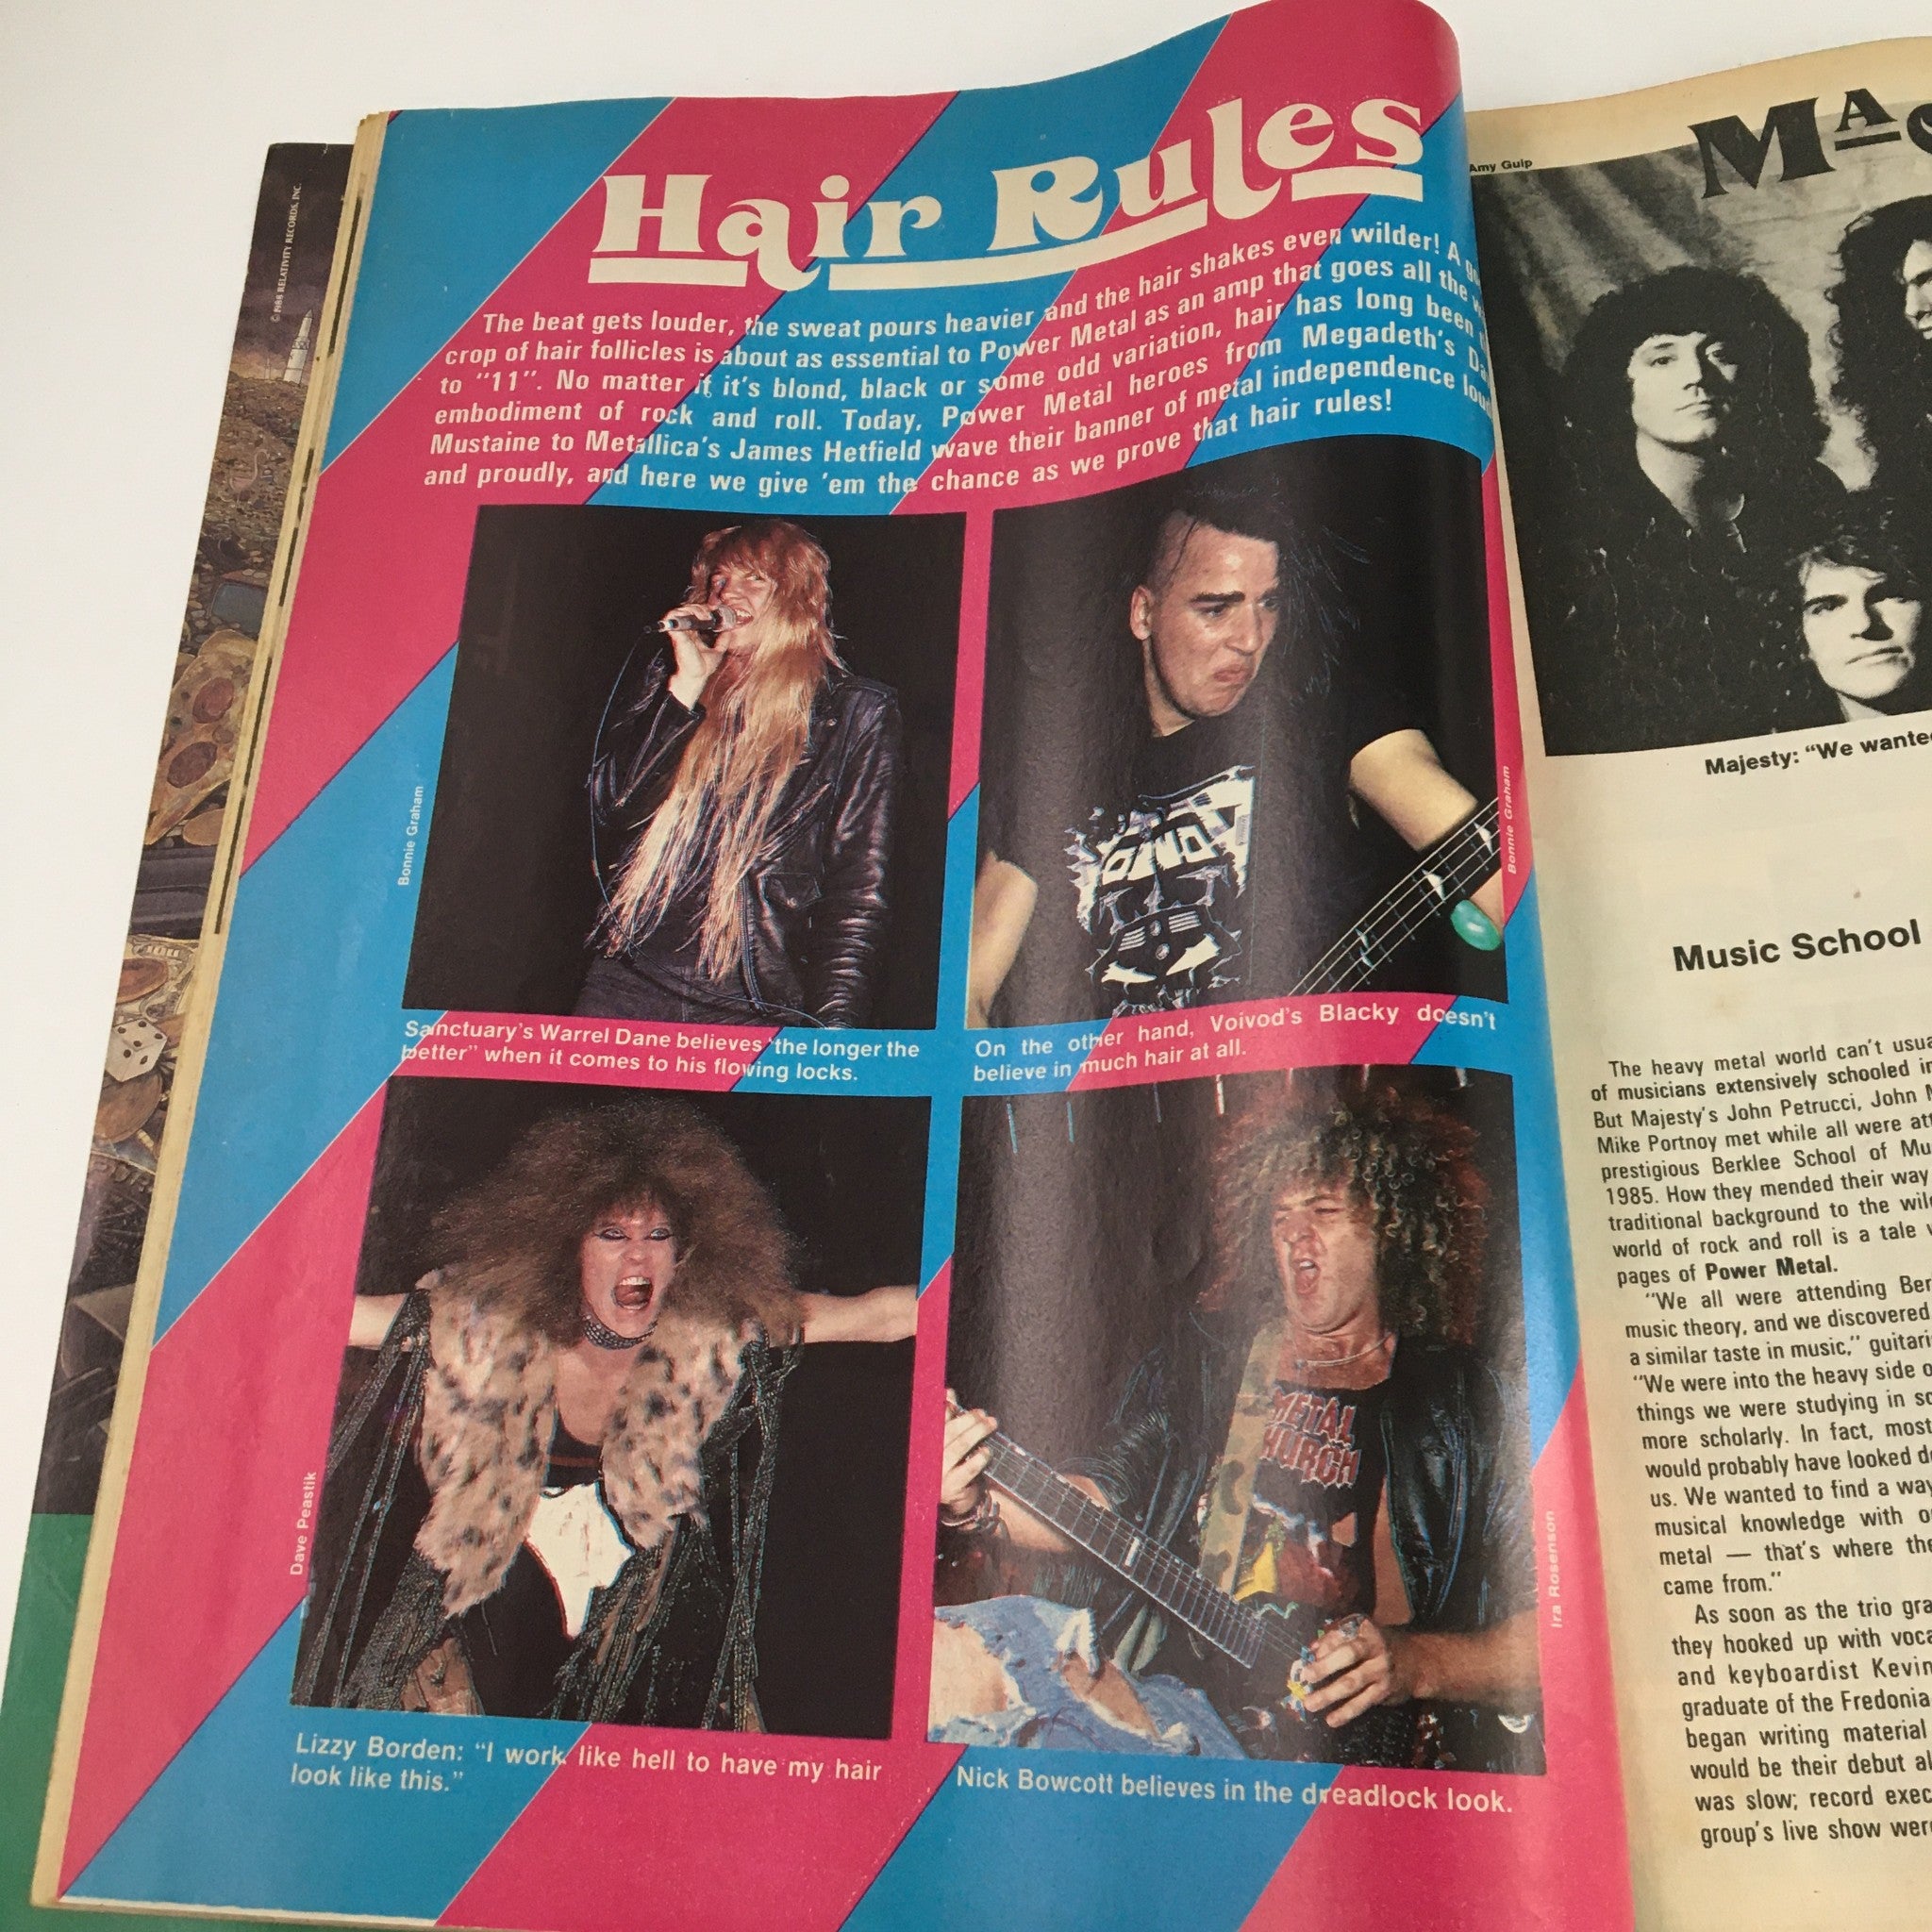 © 1988 RELATIVITY RECORDS, INC.
Hair Rules
The beat gets louder, the sweat pours heavier and the hair shakes even wilder! A
crop of hair follicles is about as essential to Power Metal as an amp that goes all the
to "11". No matter if it's blond, black or some odd variation, hair has long been
embodiment of rock and roll. Today, Power Metal heroes from Megadeth's
Mustaine to Metallica's James Hetfield wave their banner of metal independence
and proudly, and here we give 'em the chance as we prove that hair rules!
Bonnie Graham
Bonnie Graham
VOIVOD
Sanctuary's Warrel Dane believes "the longer the
better" when it comes to his flowing locks.
On the other hand, Voivod's Blacky doesn't
believe in much hair at all.
Dave Peastik
METAL
CHURCH
Ira Rosenson
Lizzy Borden: "I work like hell to have my hair
look like this."
Nick Bowcott believes in the dreadlock look.
Amy Guip
Majesty: "We wanted
Music School
The heavy metal world can't
of musicians extensively schooled
But Majesty's John Petrucci, John
Mike Portnoy met while all were
prestigious Berklee School of
1985. How they mended their way
traditional background to the
world of rock and roll is a tale
pages of Power Metal.
"We all were attending
music theory, and we discovered
a similar taste in music,"
"We were into the heavy side
things we were studying in
more scholarly. In fact, most
would probably have looked
us. We wanted to find a way
musical knowledge with
metal — that's where
came from."
As soon as the trio
they hooked up with
and keyboardist Kevin
graduate of the Fredonia
began writing material
would be their debut
was slow; record
group's live show